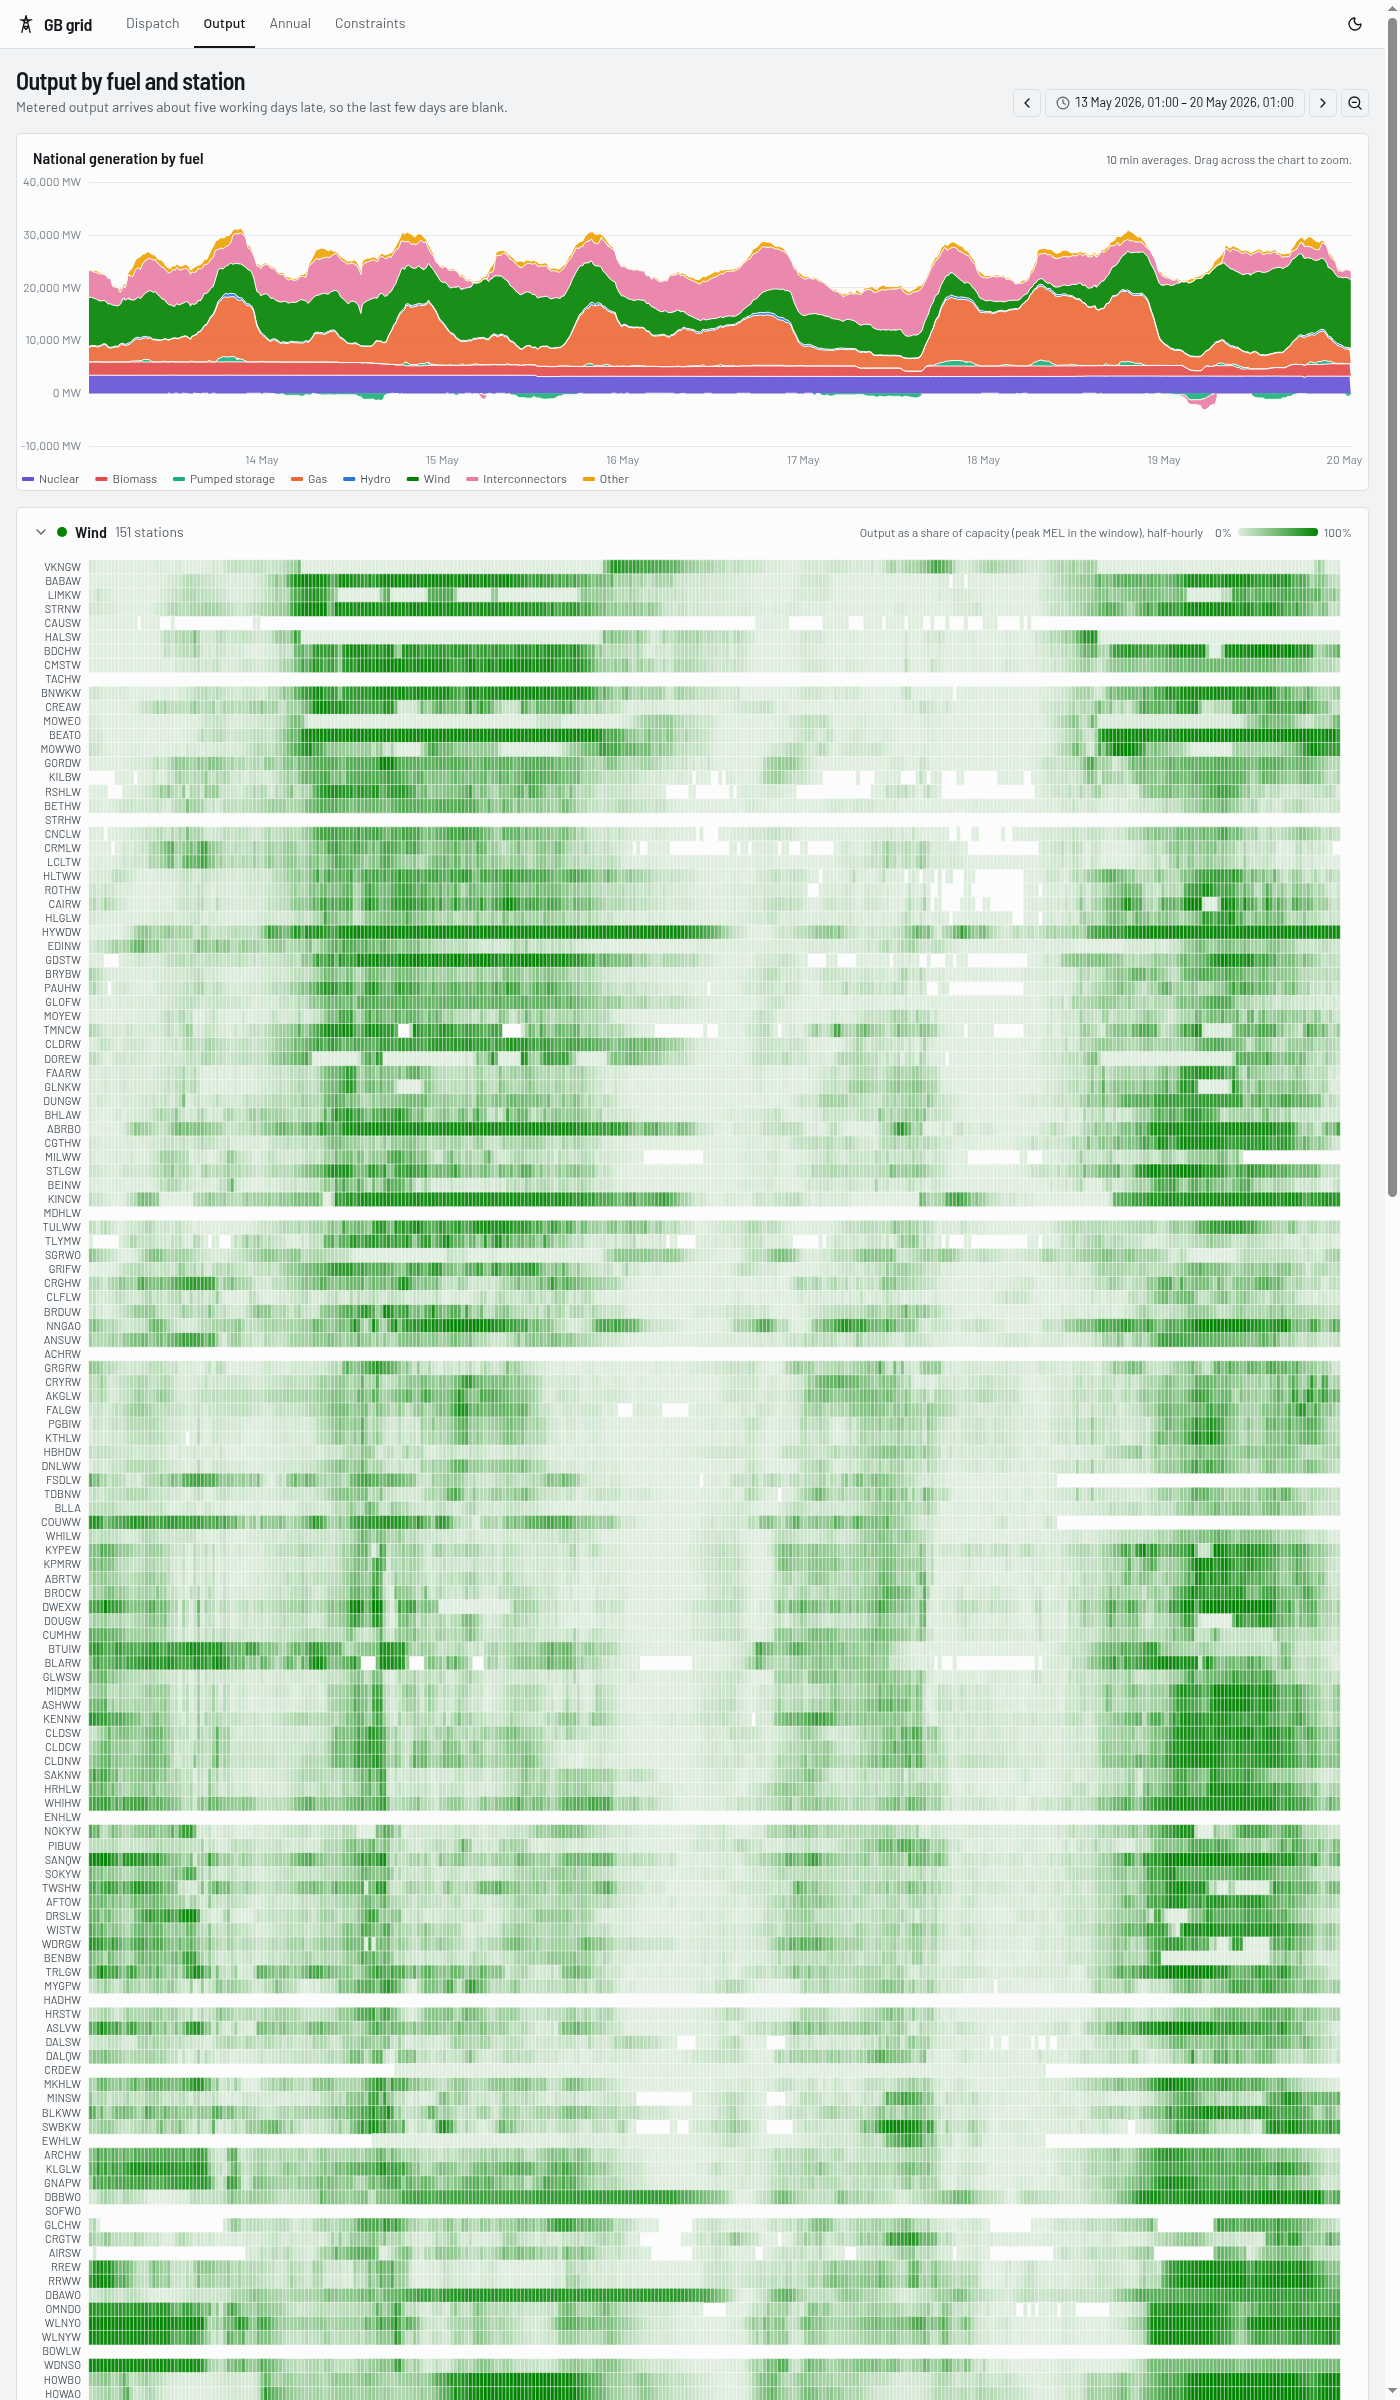 GB grid Dispatch Output Annual Constraints
Output by fuel and station
Metered output arrives about five working days late, so the last few days are blank.
13 May 2026, 01:00 – 20 May 2026, 01:00
National generation by fuel
10 min averages. Drag across the chart to zoom.
40,000 MW
30,000 MW
20,000 MW
10,000 MW
0 MW
-10,000 MW
14 May 15 May 16 May 17 May 18 May 19 May 20 May
Nuclear Biomass Pumped storage Gas Hydro Wind Interconnectors Other
Wind 151 stations
Output as a share of capacity (peak MEL in the window), half-hourly 0% 100%
VKNGW
BABAW
LIMKW
STRNW
CAUSW
HALSW
BDCHW
CMSTW
TACHW
BNWKW
CREAW
MOWEO
BEATO
MOWWO
GORDW
KILBW
RSHLW
BETHW
STRHW
CNCLW
CRMLW
LCLTW
HLTWW
ROTHW
CAIRW
HLGLW
HYWDW
EDINW
GDSTW
BRYBW
PAUHW
GLOFW
MOYEW
TMNCW
CLDRW
DOREW
FAARW
GLNKW
DUNGW
BHLAW
ABRBO
CGTHW
MILWW
STLGW
BEINW
KINCW
MDHLW
TULWW
TLYMW
SGRWO
GRIFW
CRGHW
CLFLW
BRDUW
NNGAO
ANSUW
ACHRW
GRGRW
CRYRW
AKGLW
FALGW
PGBIW
KTHLW
HBHDW
DNLWW
FSDLW
TDBNW
BLLA
COUWW
WHILW
KYPEW
KPMRW
ABRTW
BROCW
DWEXW
DOUGW
CUMHW
BTUIW
BLARW
GLWSW
MIDMW
ASHWW
KENNW
CLDSW
CLDCW
CLDNW
SAKNW
HRHLW
WHIHW
ENHLW
NOKYW
PIBUW
SANQW
SOKYW
TWSHW
AFTOW
DRSLW
WISTW
WDRGW
BENBW
TRLGW
MYGPW
HADHW
HRSTW
ASLVW
DALSW
DALQW
CRDEW
MKHLW
MINSW
BLKWW
SWBKW
EWHLW
ARCHW
KLGLW
GNAPW
DBBWO
SOFWO
GLCHW
CRGTW
AIRSW
RREW
RRWW
DBAWO
OMNDO
WLNYO
WLNYW
BOWLW
WDNSO
HOWBO
HOWAO